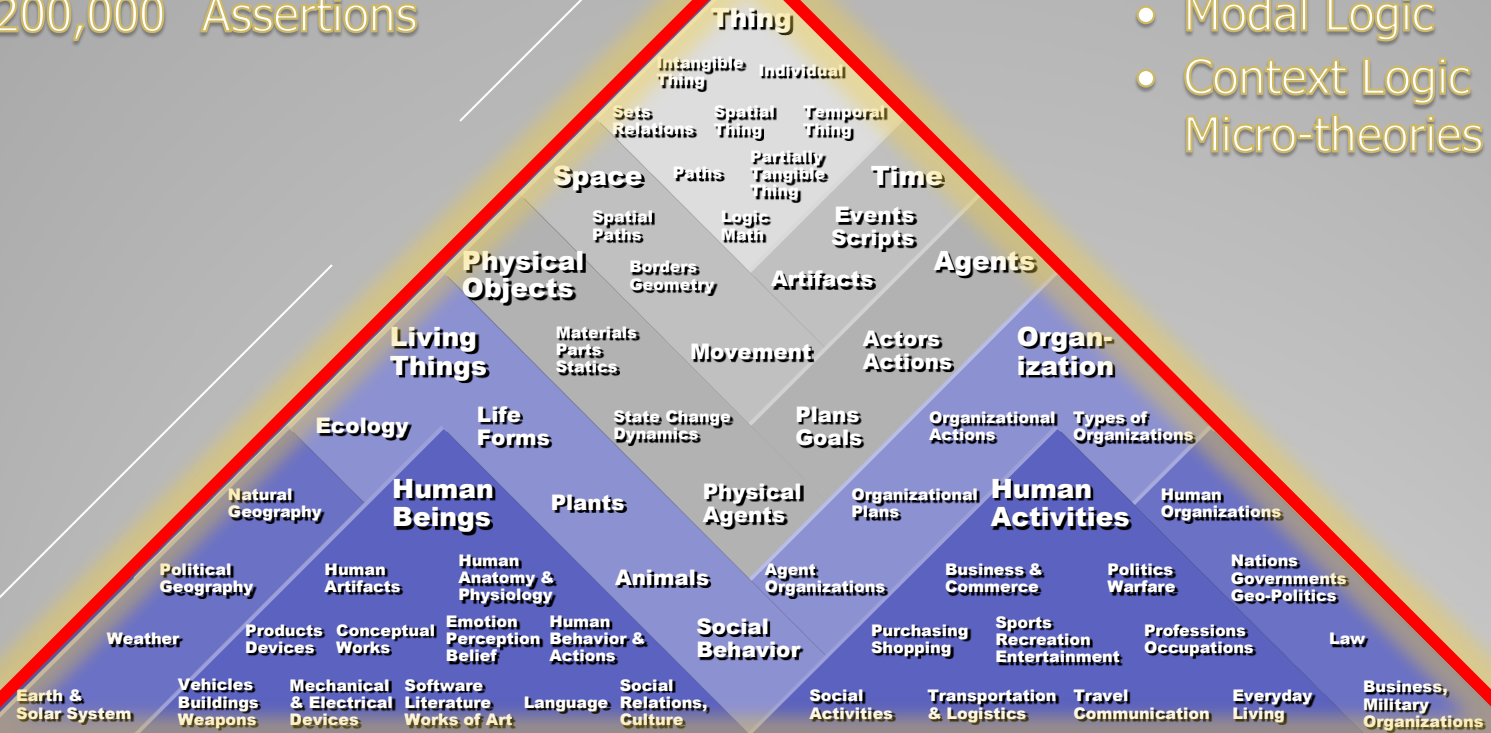 200,000 Assertions
• Modal Logic
• Context Logic
Micro-theories
Thing
Intangible
Thing
Individual
Sets
Relations
Spatial
Thing
Temporal
Thing
Space
Paths
Partially
Tangible
Thing
Time
Spatial
Paths
Logic
Math
Events
Scripts
Physical
Objects
Borders
Geometry
Artifacts
Agents
Living
Things
Materials
Parts
Statics
Movement
Actors
Actions
Organ-
ization
Ecology
Life
Forms
State Change
Dynamics
Plans
Goals
Organizational
Actions
Types of
Organizations
Natural
Geography
Human
Beings
Plants
Physical
Agents
Organizational
Plans
Human
Activities
Human
Organizations
Political
Geography
Human
Artifacts
Human
Anatomy &
Physiology
Animals
Agent
Organizations
Business &
Commerce
Politics
Warfare
Nations
Governments
Geo-Politics
Weather
Products
Devices
Conceptual
Works
Emotion
Perception
Belief
Human
Behavior &
Actions
Social
Behavior
Purchasing
Shopping
Sports
Recreation
Entertainment
Professions
Occupations
Law
Earth &
Solar System
Vehicles
Buildings
Weapons
Mechanical
& Electrical
Devices
Software
Literature
Works of Art
Language
Social
Relations,
Culture
Social
Activities
Transportation
& Logistics
Travel
Communication
Everyday
Living
Business,
Military
Organizations